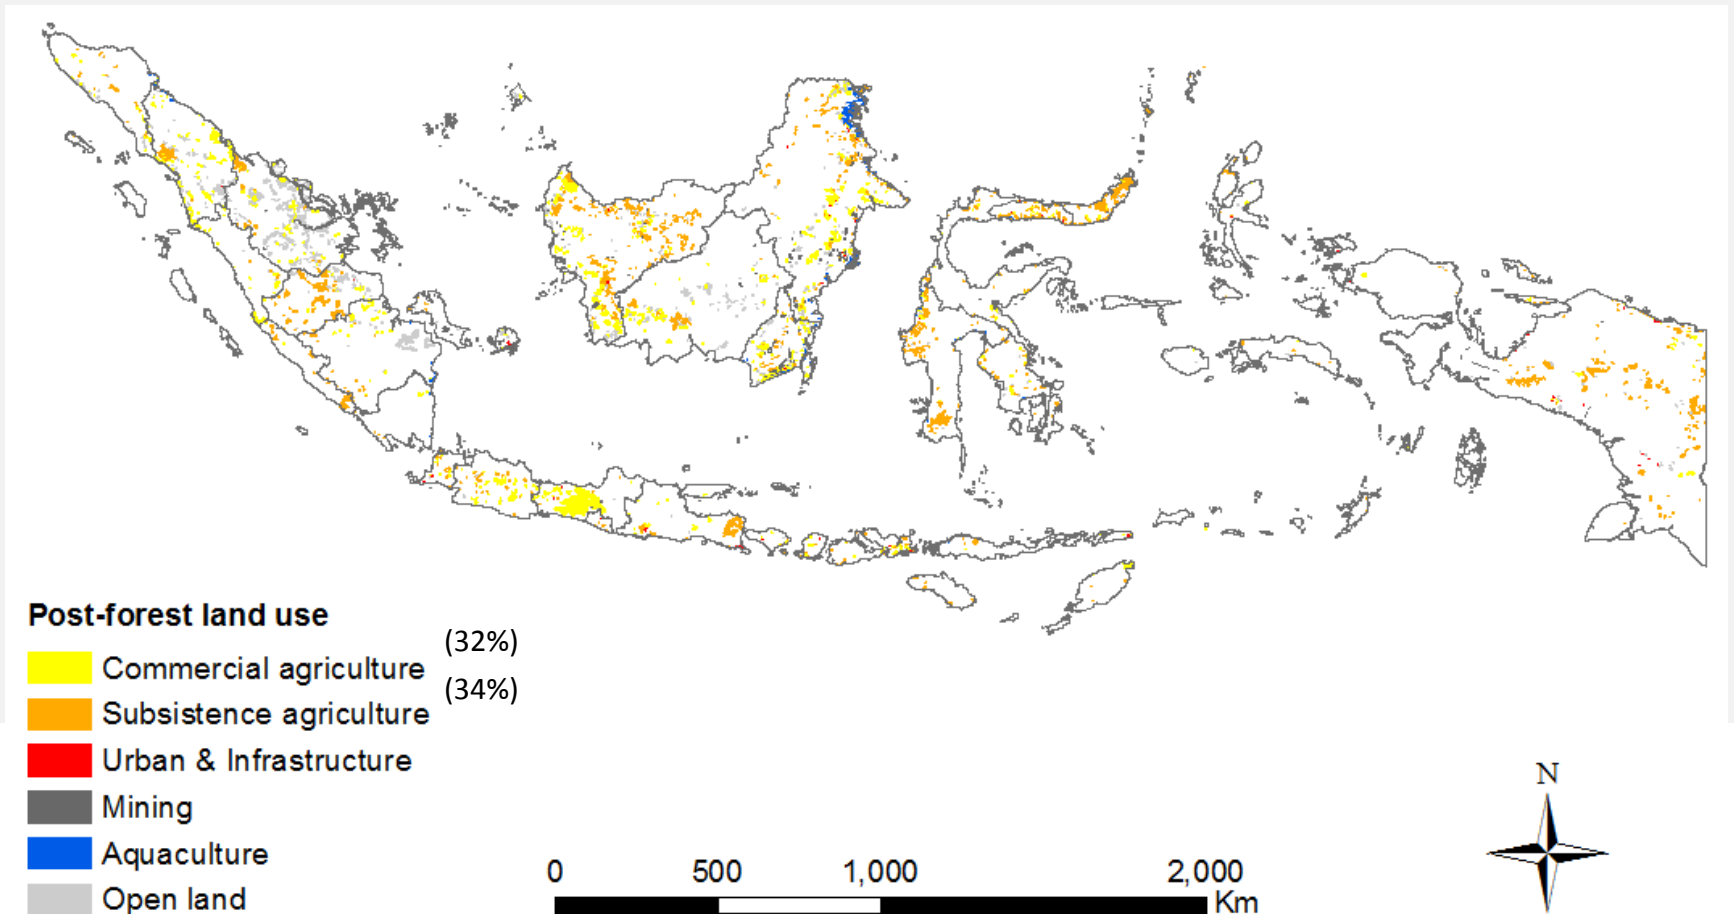 Post-forest land use
(32%)
Commercial agriculture
(34%)
Subsistence agriculture
Urban & Infrastructure
Mining
Aquaculture
Open land
0 500 1,000 2,000
Km
N